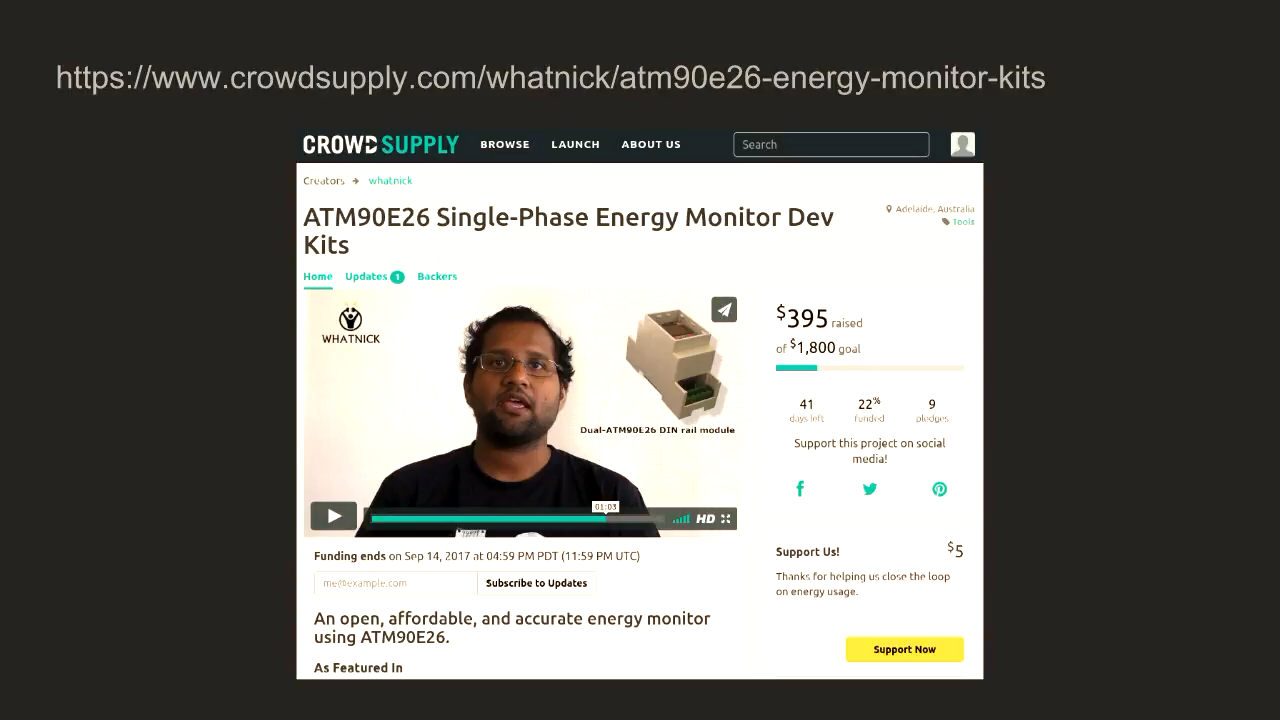 https://www.crowdsupply.com/whatnick/atm90e26-energy-monitor-kits
CROWD SUPPLY BROWSE LAUNCH ABOUT US Search
Creators → whatnick
Adelaide, Australia
Tools
ATM90E26 Single-Phase Energy Monitor Dev
Kits
Home Updates 1 Backers
WHATNICK
Dual-ATM90E26 DIN rail module
01:03
HD
$395 raised
of $1,800 goal
41 22% 9
days left funded pledges
Support this project on social
media!
Funding ends on Sep 14, 2017 at 04:59 PM PDT (11:59 PM UTC)
me@example.com Subscribe to Updates
An open, affordable, and accurate energy monitor
using ATM90E26.
As Featured In
Support Us! $5
Thanks for helping us close the loop
on energy usage.
Support Now